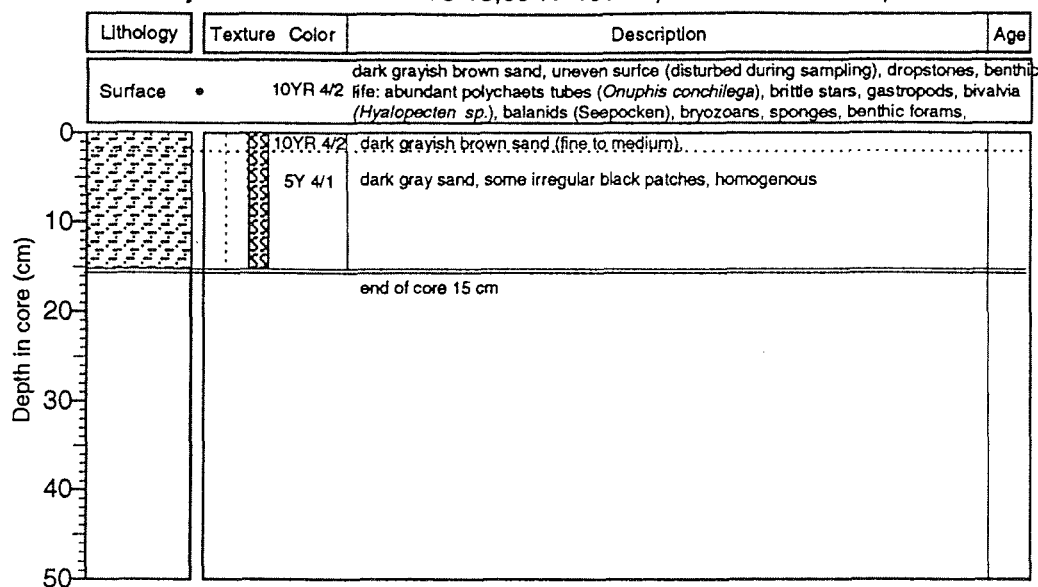 Lithology Texture Color Description Age
Surface 10YR 4/2 dark grayish brown sand, uneven surfce (disturbed during sampling), dropstones, benthic
life: abundant polychaets tubes (Onuphis conchilega), brittle stars, gastropods, bivalvia
(Hyalopecten sp.), balanids (Seepocken), bryozoans, sponges, benthic forams,
0 SS 10YR 4/2 dark grayish brown sand (fine to medium)
5Y 4/1 dark gray sand, some irregular black patches, homogenous
10
end of core 15 cm
20
30
40
50
Depth in core (cm)